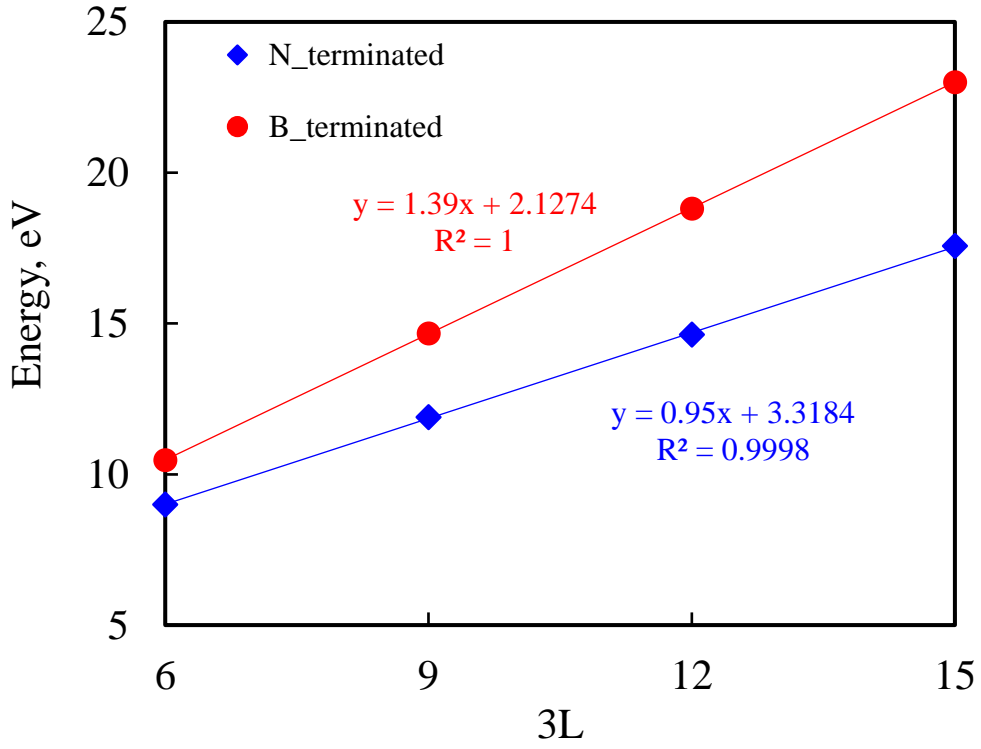 25
20
15
10
5
Energy, eV
N_terminated
B_terminated
y = 1.39x + 2.1274
R² = 1
y = 0.95x + 3.3184
R² = 0.9998
6
9
12
15
3L